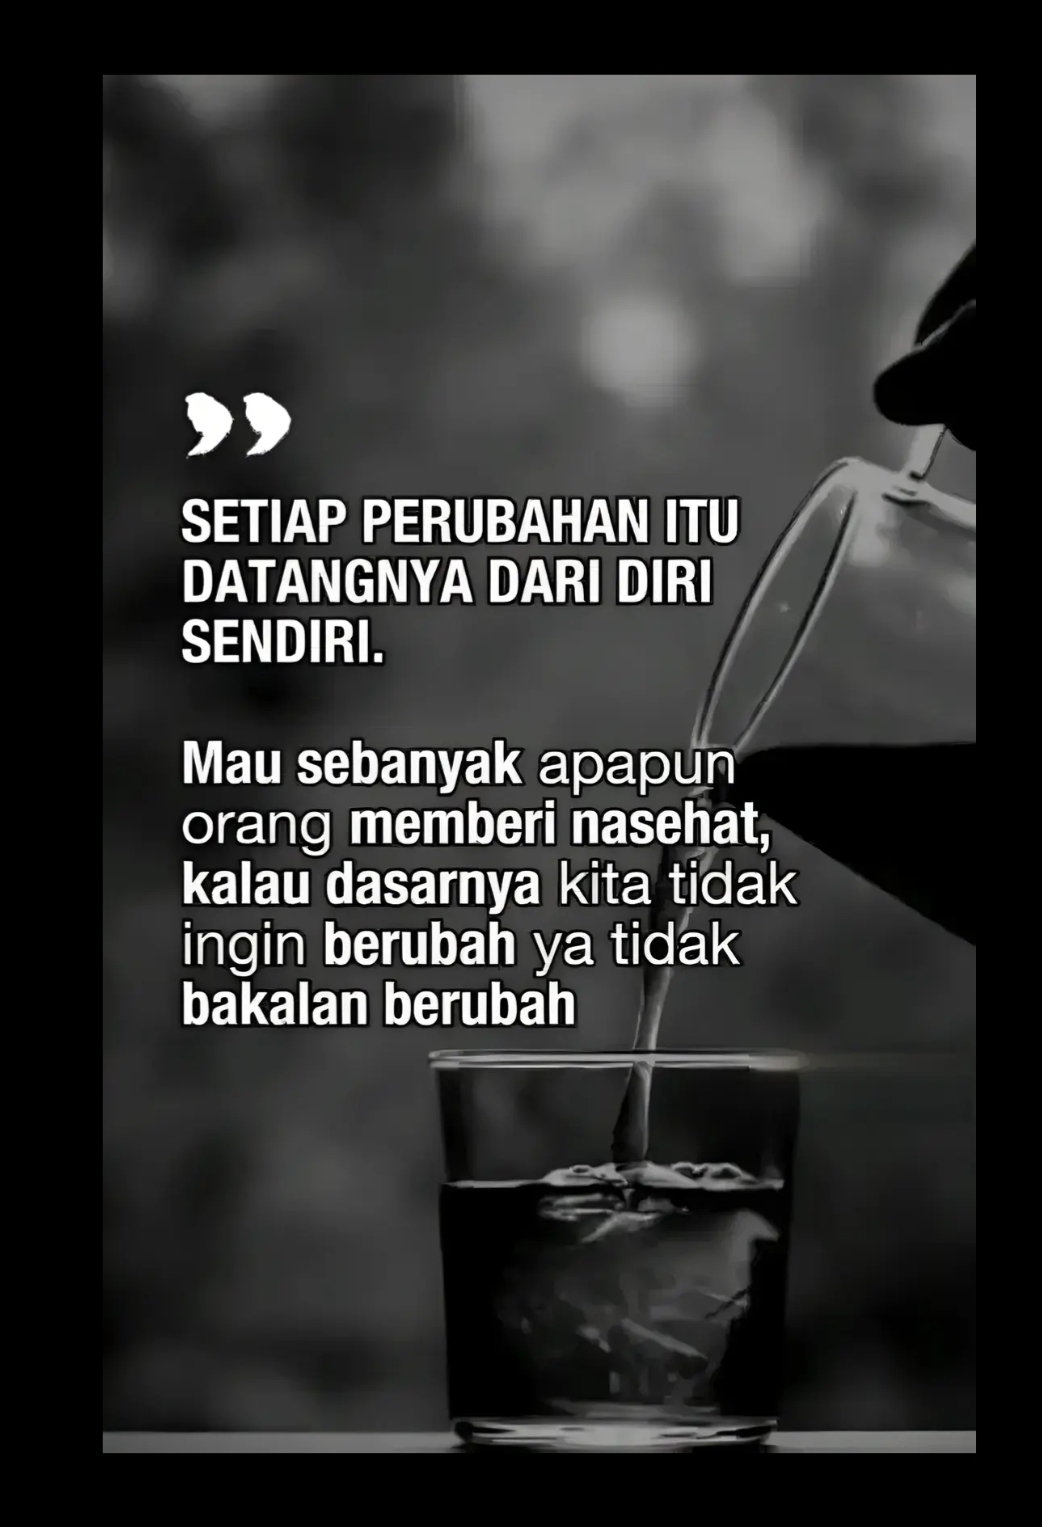 ”
SETIAP PERUBAHAN ITU
DATANGNYA DARI DIRI
SENDIRI.
Mau sebanyak apapun
orang memberi nasehat,
kalau dasarnya kita tidak
ingin berubah ya tidak
bakalan berubah